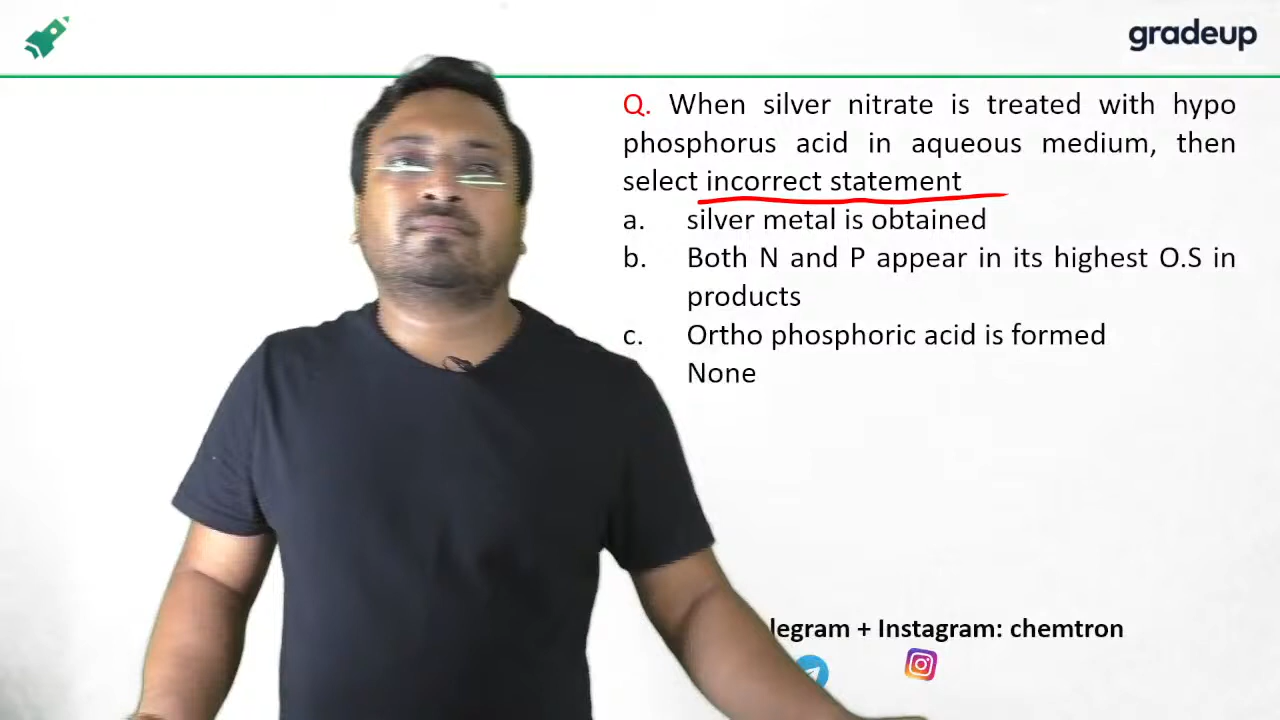 gradeup
Q. When silver nitrate is treated with hypo
phosphorus acid in aqueous medium, then
select incorrect statement
a. silver metal is obtained
b. Both N and P appear in its highest O.S in
products
c. Ortho phosphoric acid is formed
None
legram + Instagram: chemtron